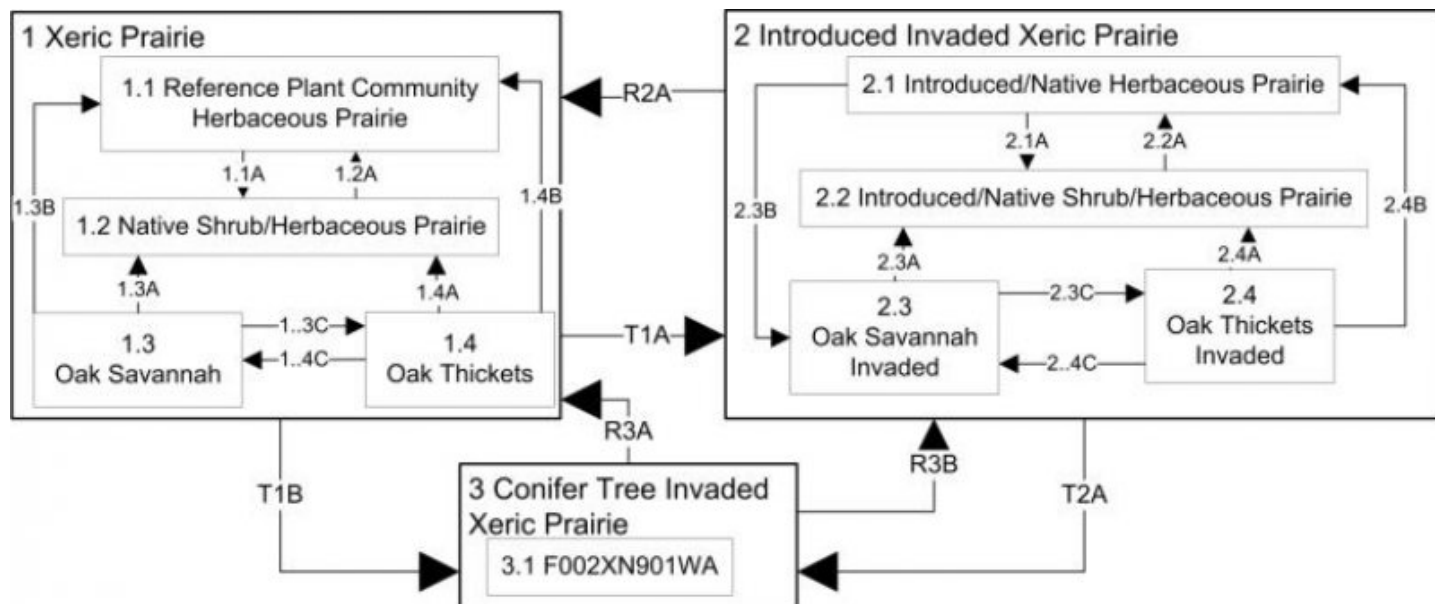 1 Xeric Prairie
1.1 Reference Plant Community
Herbaceous Prairie
1.1A
1.2A
1.3B
1.4B
1.2 Native Shrub/Herbaceous Prairie
1.3A
1.4A
1.3
Oak Savannah
1..3C
1..4C
1.4
Oak Thickets
R2A
T1A
2 Introduced Invaded Xeric Prairie
2.1 Introduced/Native Herbaceous Prairie
2.1A
2.2A
2.3B
2.4B
2.2 Introduced/Native Shrub/Herbaceous Prairie
2.3A
2.4A
2.3
Oak Savannah
Invaded
2.3C
2..4C
2.4
Oak Thickets
Invaded
T1B
R3A
R3B
T2A
3 Conifer Tree Invaded
Xeric Prairie
3.1 F002XN901WA